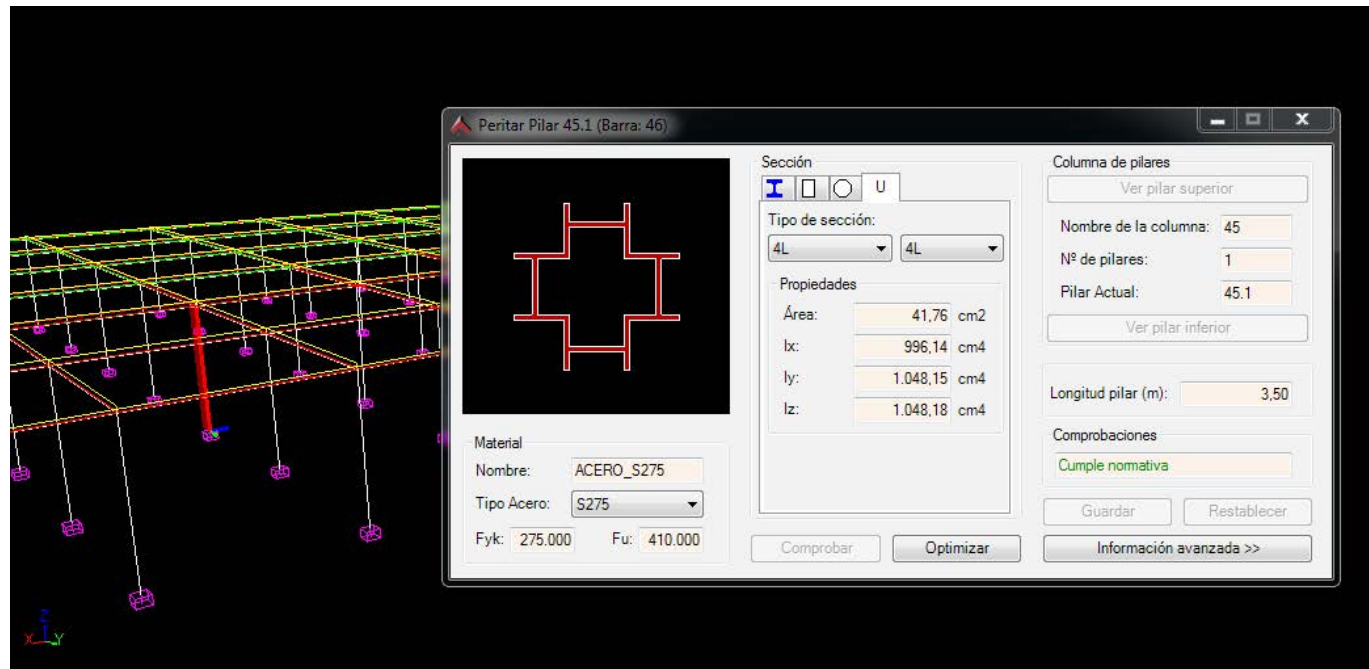 Peritar Pilar 45.1 (Barra: 46)
Sección
U
Tipo de sección:
4L 4L
Propiedades
Área: 41,76 cm2
Ix: 996,14 cm4
Iy: 1.048,15 cm4
Iz: 1.048,18 cm4
Material
Nombre: ACERO_S275
Tipo Acero: S275
Fyk: 275.000 Fu: 410.000
Comprobar Optimizar
Columna de pilares
Ver pilar superior
Nombre de la columna: 45
Nº de pilares: 1
Pilar Actual: 45.1
Ver pilar inferior
Longitud pilar (m): 3,50
Comprobaciones
Cumple normativa
Guardar Restablecer
Información avanzada >>
Z
X Y